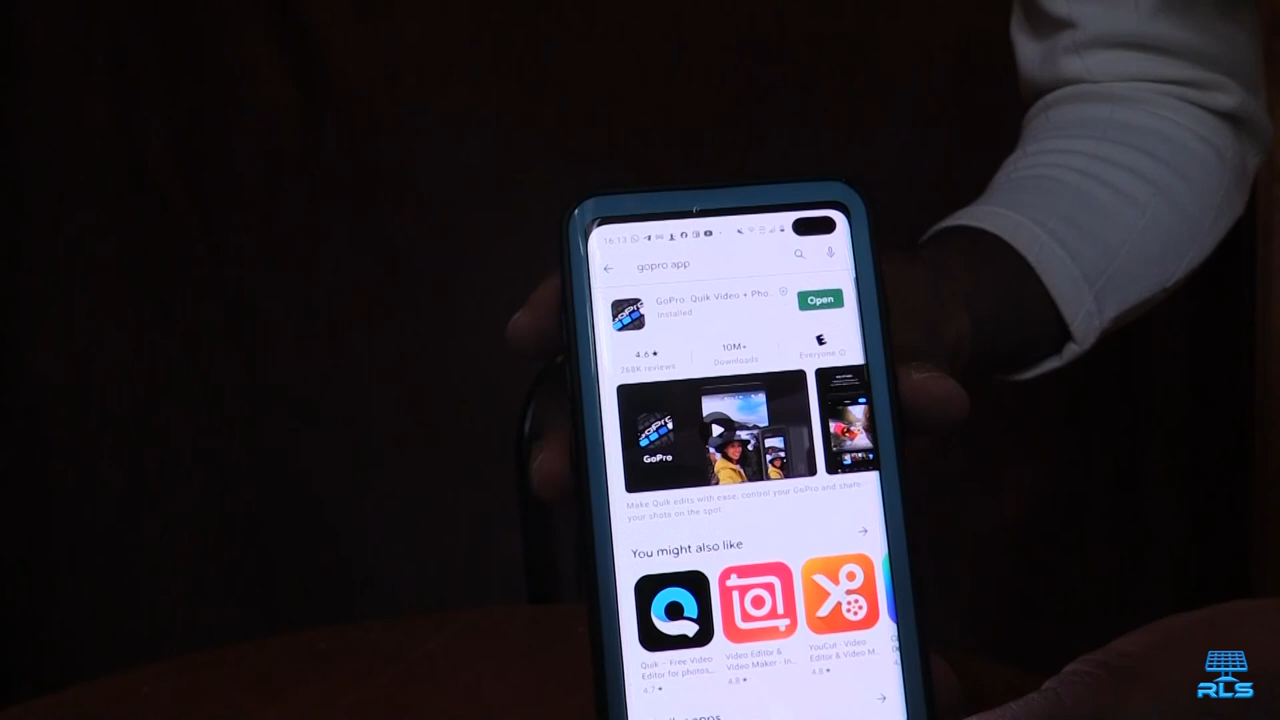 16.13
gopro app
GoPro: Quik Video + Pho...
Installed
Open
4.6★
268K reviews
10M+
Downloads
E
Everyone
GoPro
GoPro
Make Quik edits with ease, control your GoPro and share
your shots on the spot.
You might also like
Quik – Free Video
Editor for photos,...
4.7★
Video Editor &
Video Maker - In...
4.8★
YouCut - Video
Editor & Video M...
4.8★
RLS